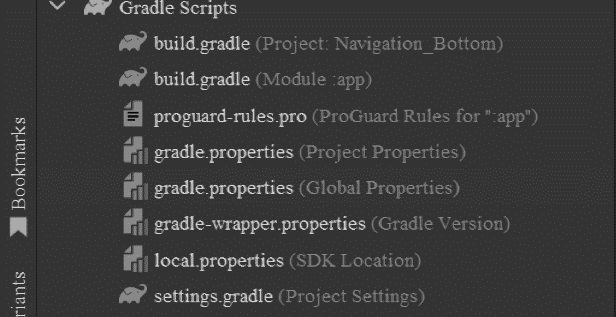 Gradle Scripts
build.gradle (Project: Navigation_Bottom)
build.gradle (Module :app)
proguard-rules.pro (ProGuard Rules for ":app")
gradle.properties (Project Properties)
gradle.properties (Global Properties)
gradle-wrapper.properties (Gradle Version)
local.properties (SDK Location)
settings.gradle (Project Settings)
Bookmarks
riants